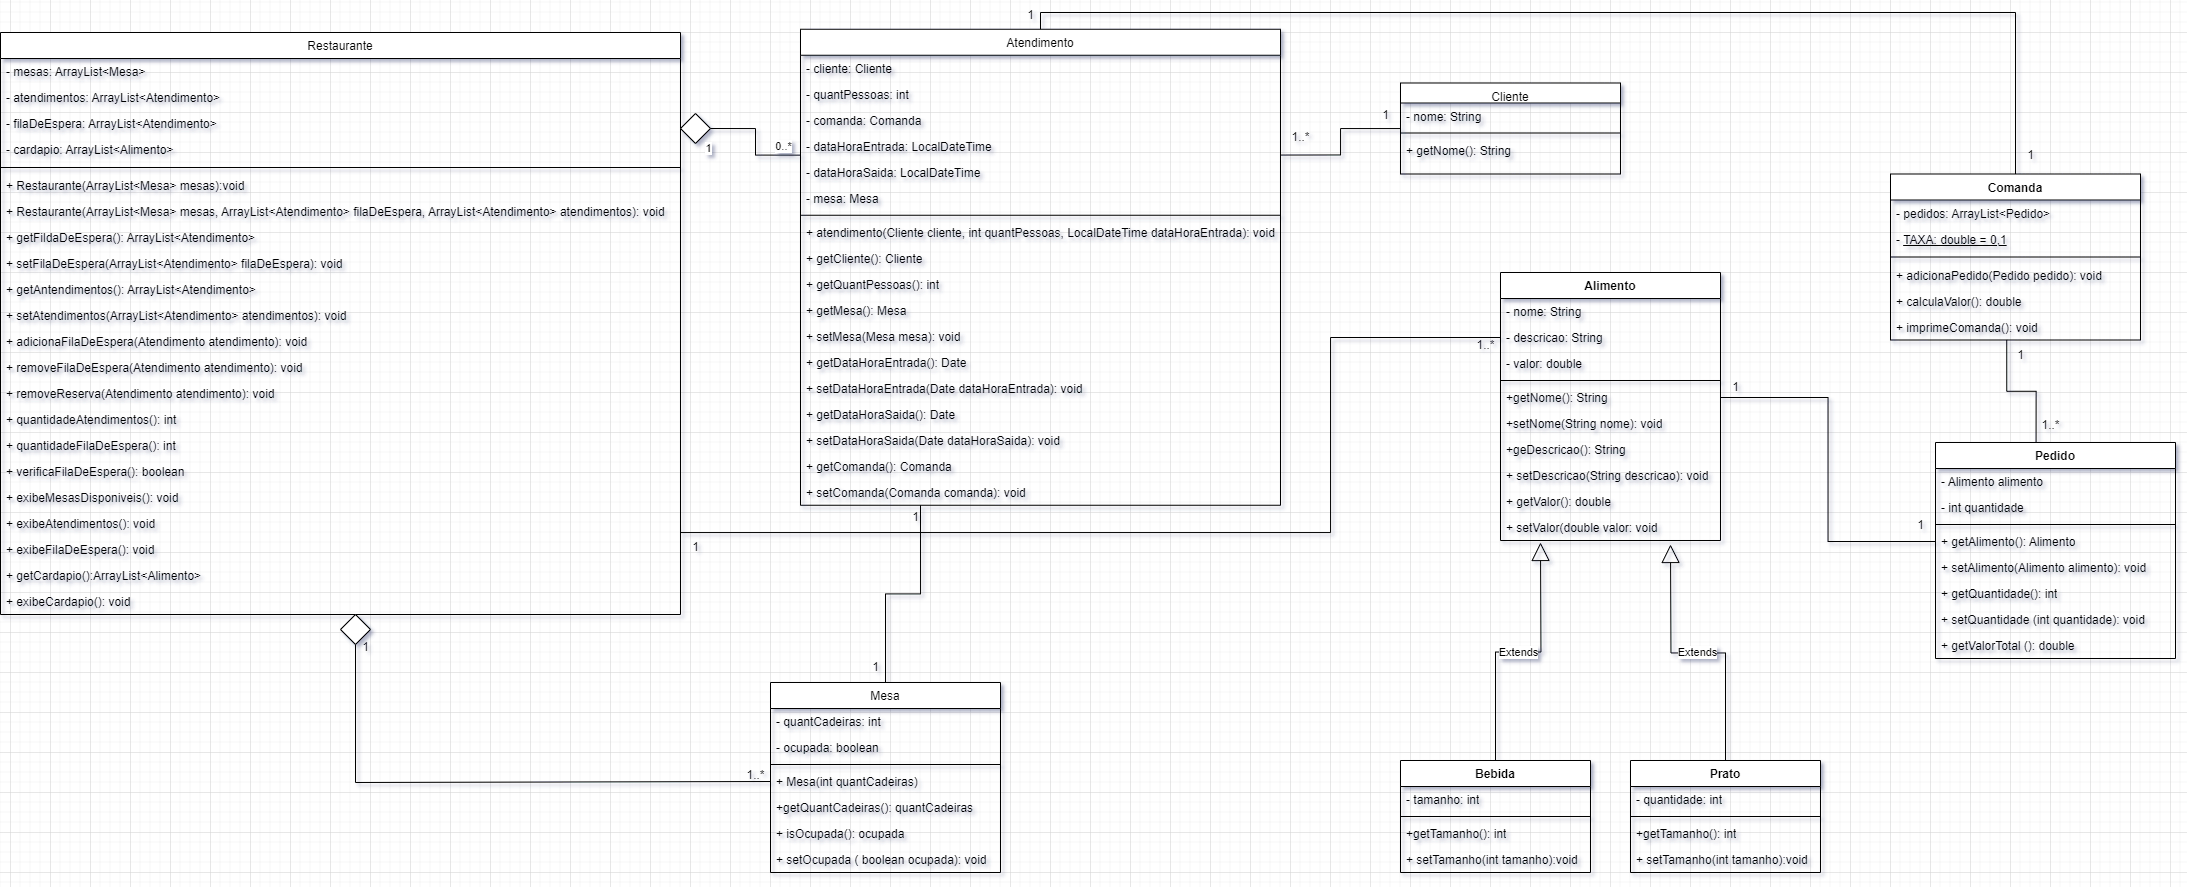 Restaurante
- mesas: ArrayList<Mesa>
- atendimentos: ArrayList<Atendimento>
- filaDeEspera: ArrayList<Atendimento>
- cardapio: ArrayList<Alimento>
+ Restaurante(ArrayList<Mesa> mesas):void
+ Restaurante(ArrayList<Mesa> mesas, ArrayList<Atendimento> filaDeEspera, ArrayList<Atendimento> atendimentos): void
+ getFildaDeEspera(): ArrayList<Atendimento>
+ setFilaDeEspera(ArrayList<Atendimento> filaDeEspera): void
+ getAntendimentos(): ArrayList<Atendimento>
+ setAtendimentos(ArrayList<Atendimento> atendimentos): void
+ adicionaFilaDeEspera(Atendimento atendimento): void
+ removeFilaDeEspera(Atendimento atendimento): void
+ removeReserva(Atendimento atendimento): void
+ quantidadeAtendimentos(): int
+ quantidadeFilaDeEspera(): int
+ verificaFilaDeEspera(): boolean
+ exibeMesasDisponiveis(): void
+ exibeAtendimentos(): void
+ exibeFilaDeEspera(): void
+ getCardapio():ArrayList<Alimento>
+ exibeCardapio(): void
1
0..*
1
1
1..*
1
1..*
Atendimento
- cliente: Cliente
- quantPessoas: int
- comanda: Comanda
- dataHoraEntrada: LocalDateTime
- dataHoraSaida: LocalDateTime
- mesa: Mesa
+ atendimento(Cliente cliente, int quantPessoas, LocalDateTime dataHoraEntrada): void
+ getCliente(): Cliente
+ getQuantPessoas(): int
+ getMesa(): Mesa
+ setMesa(Mesa mesa): void
+ getDataHoraEntrada(): Date
+ setDataHoraEntrada(Date dataHoraEntrada): void
+ getDataHoraSaida(): Date
+ setDataHoraSaida(Date dataHoraSaida): void
+ getComanda(): Comanda
+ setComanda(Comanda comanda): void
1
1
1
1
1..*
1
Mesa
- quantCadeiras: int
- ocupada: boolean
+ Mesa(int quantCadeiras)
+getQuantCadeiras(): quantCadeiras
+ isOcupada(): ocupada
+ setOcupada ( boolean ocupada): void
Cliente
- nome: String
+ getNome(): String
Alimento
- nome: String
- descricao: String
- valor: double
+getNome(): String
+setNome(String nome): void
+geDescricao(): String
+ setDescricao(String descricao): void
+ getValor(): double
+ setValor(double valor: void
1
1
Extends
Extends
Bebida
- tamanho: int
+getTamanho(): int
+ setTamanho(int tamanho):void
Prato
- quantidade: int
+getTamanho(): int
+ setTamanho(int tamanho):void
Comanda
- pedidos: ArrayList<Pedido>
- TAXA: double = 0,1
+ adicionaPedido(Pedido pedido): void
+ calculaValor(): double
+ imprimeComanda(): void
1
1..*
Pedido
- Alimento alimento
- int quantidade
+ getAlimento(): Alimento
+ setAlimento(Alimento alimento): void
+ getQuantidade(): int
+ setQuantidade (int quantidade): void
+ getValorTotal (): double